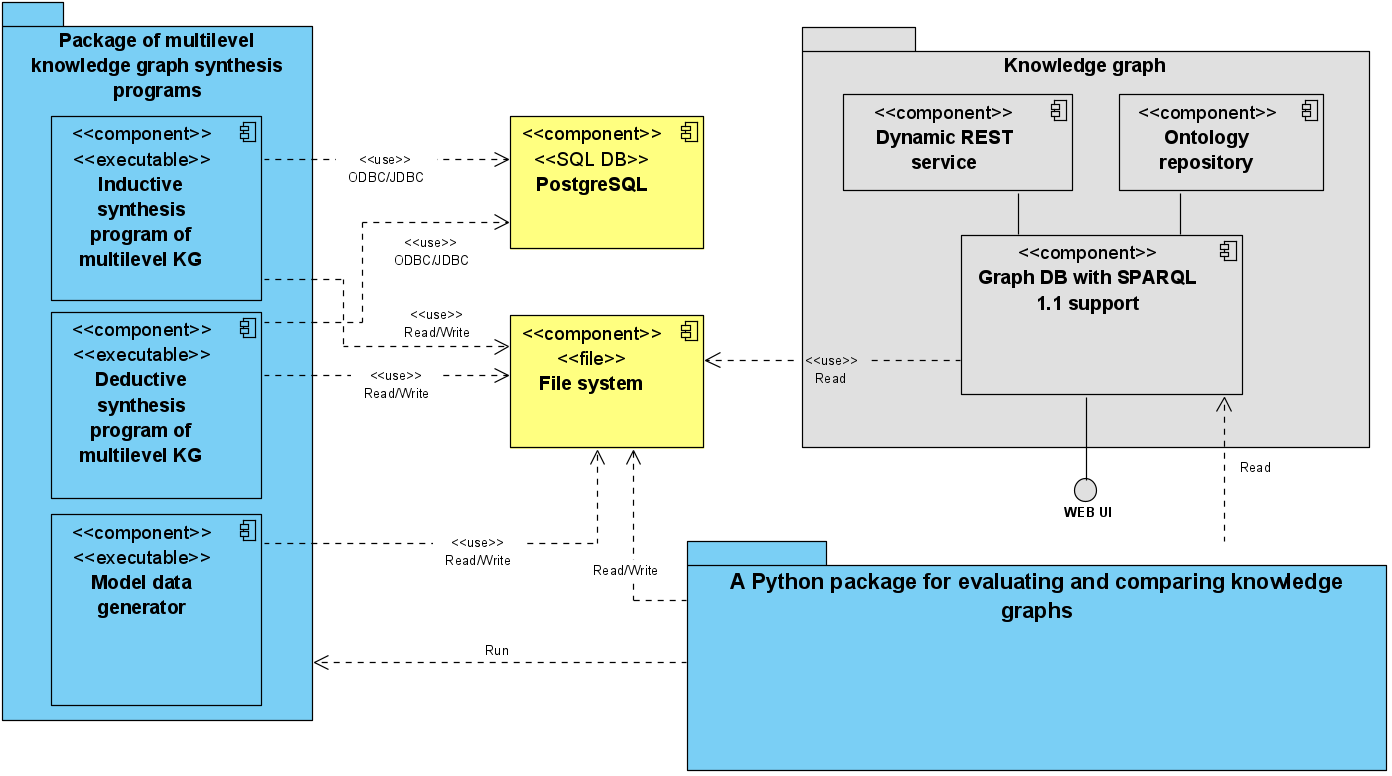 Package of multilevel
knowledge graph synthesis
programs
<<component>>
<<executable>>
Inductive
synthesis
program of
multilevel KG
<<component>>
<<executable>>
Deductive
synthesis
program of
multilevel KG
<<component>>
<<executable>>
Model data
generator
<<use>>
ODBC/JDBC
<<use>>
ODBC/JDBC
<<use>>
Read/Write
<<use>>
Read/Write
<<use>>
Read/Write
Read/Write
Run
<<component>>
<<SQL DB>>
PostgreSQL
<<component>>
<<file>>
File system
<<use>>
Read
Knowledge graph
<<component>>
Dynamic REST
service
<<component>>
Ontology
repository
<<component>>
Graph DB with SPARQL
1.1 support
WEB UI
Read
A Python package for evaluating and comparing knowledge
graphs